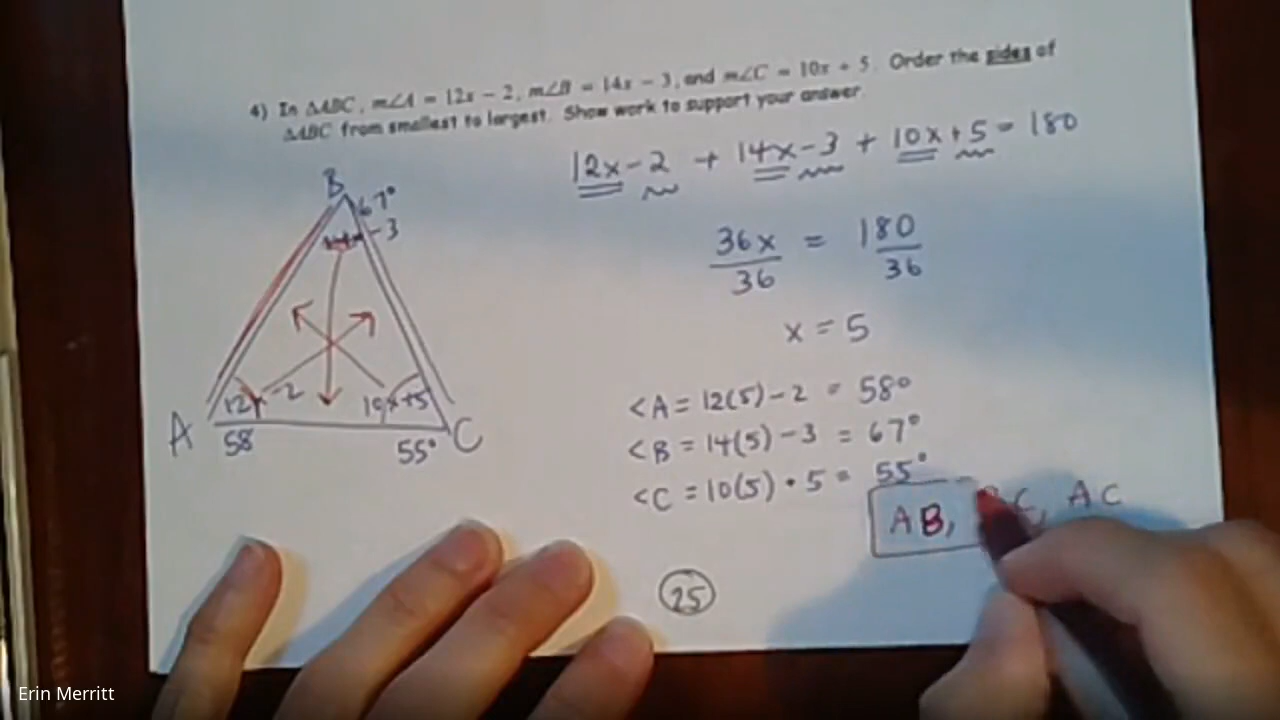 4) In ΔABC, m∠A = 12x − 2, m∠B = 14x − 3, and m∠C = 10x + 5. Order the sides of
ΔABC from smallest to largest. Show work to support your answer.
12x - 2 + 14x - 3 + 10x + 5 = 180
B
67°
-3
36x = 180
36 36
x = 5
12x -2
10x+5
A
C
58
55°
<A = 12(5) - 2 = 58°
<B = 14(5) - 3 = 67°
<C = 10(5) + 5 = 55°
AB, BC, AC
25
Erin Merritt